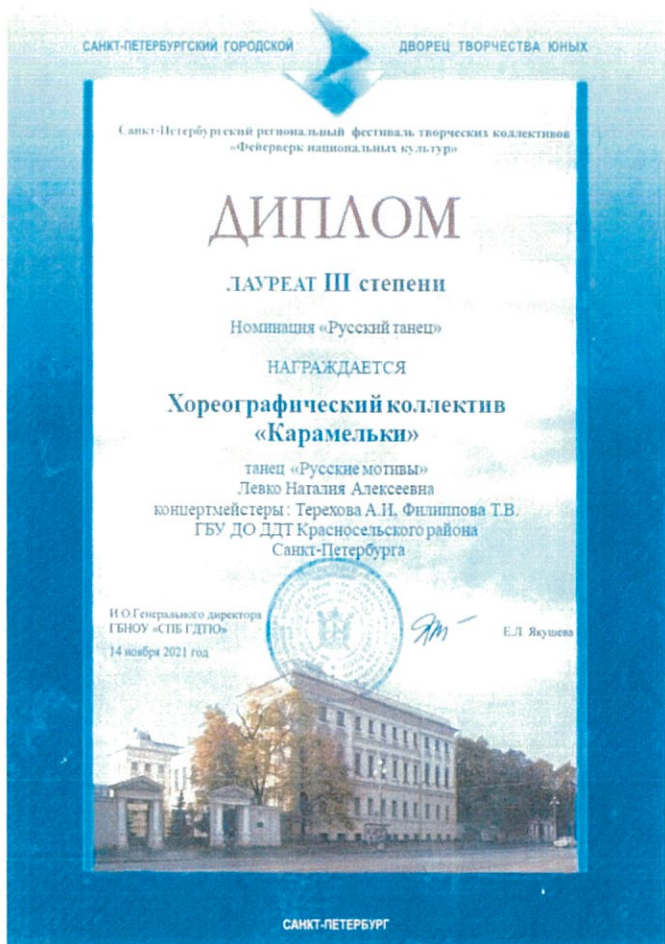 САНКТ-ПЕТЕРБУРГСКИЙ ГОРОДСКОЙ ДВОРЕЦ ТВОРЧЕСТВА ЮНЫХ
Санкт-Петербургский региональный фестиваль творческих коллективов
«Фейерверк национальных культур»
ДИПЛОМ
ЛАУРЕАТ III степени
Номинация «Русский танец»
НАГРАЖДАЕТСЯ
Хореографический коллектив
«Карамельки»
танец «Русские мотивы»
Левко Наталия Алексеевна
концертмейстеры: Терехова А.И, Филиппова Т.В.
ГБУ ДО ДДТ Красносельского района
Санкт-Петербурга
И.О.Генерального директора
ГБНОУ «СПБ ГДТЮ»
Е.Л. Якушева
14 ноября 2021 год
САНКТ-ПЕТЕРБУРГ